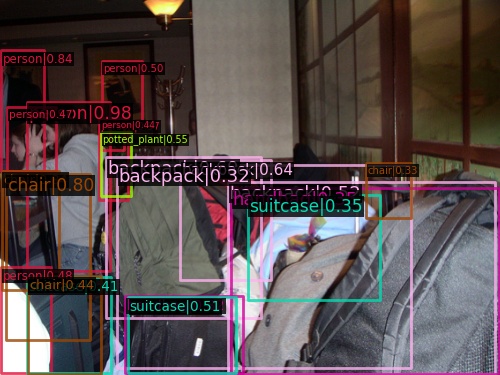 person|0.84
person|0.50
person|0.47
n|0.98
person|0.44
potted_plant|0.55
backpack|0.32
|0.64
chair|0.33
chair|0.80
backpack|0.52
suitcase|0.35
person|0.48
chair|0.44
.41
suitcase|0.51